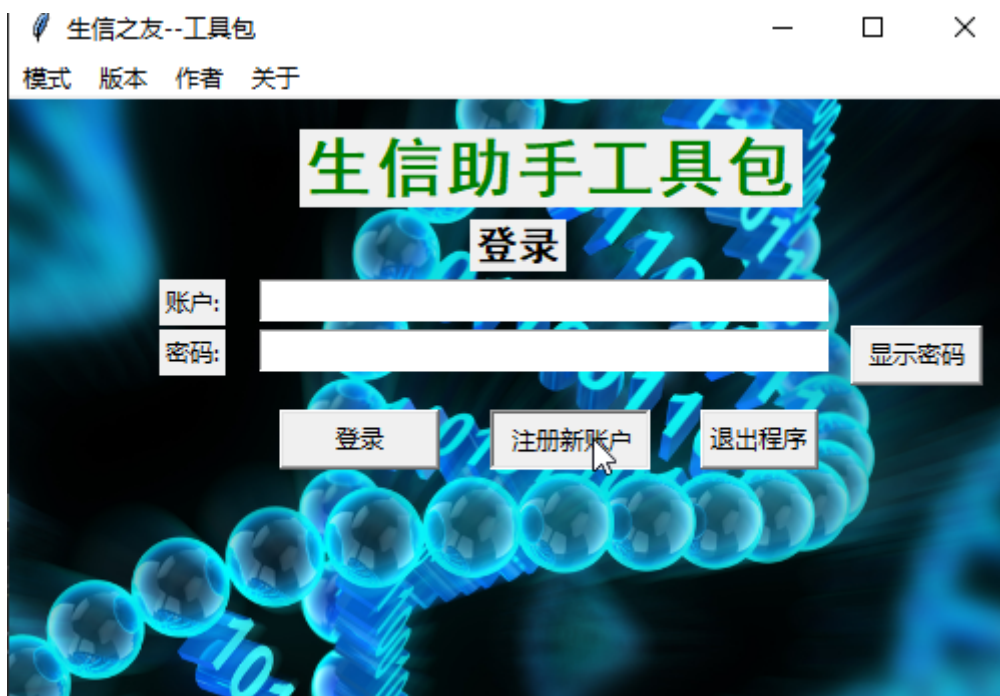 生信之友--工具包
模式 版本 作者 关于
生信助手工具包
登录
账户:
密码:
显示密码
登录 注册新账户 退出程序